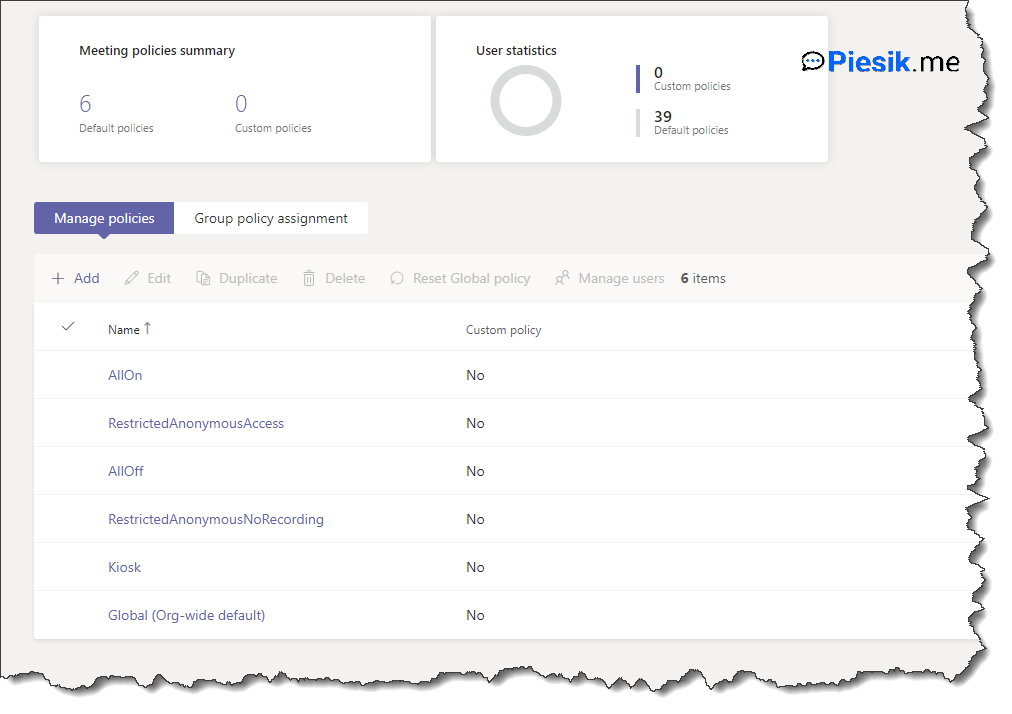 Meeting policies summary
6
Default policies
0
Custom policies
User statistics
0
Custom policies
39
Default policies
Piesik.me
Manage policies
Group policy assignment
Add
Edit
Duplicate
Delete
Reset Global policy
Manage users
6 items
Name ↑
Custom policy
AllOn
No
RestrictedAnonymousAccess
No
AllOff
No
RestrictedAnonymousNoRecording
No
Kiosk
No
Global (Org-wide default)
No